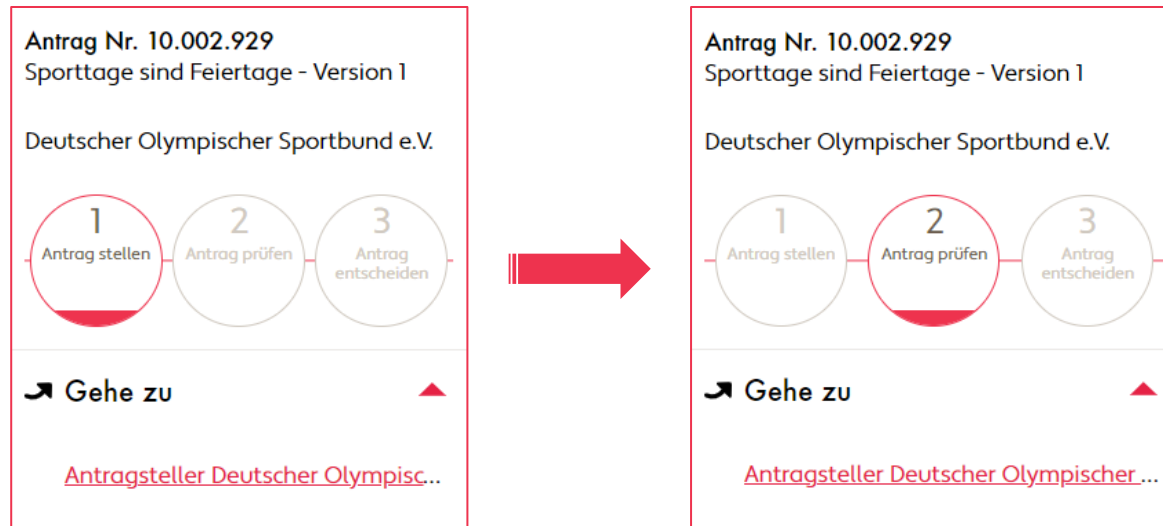 Antrag Nr. 10.002.929
Sporttage sind Feiertage - Version 1
Deutscher Olympischer Sportbund e.V.
1
Antrag stellen
2
Antrag prüfen
3
Antrag
entscheiden
Gehe zu
Antragsteller Deutscher Olympisc...
Antrag Nr. 10.002.929
Sporttage sind Feiertage - Version 1
Deutscher Olympischer Sportbund e.V.
1
Antrag stellen
2
Antrag prüfen
3
Antrag
entscheiden
Gehe zu
Antragsteller Deutscher Olympischer ...